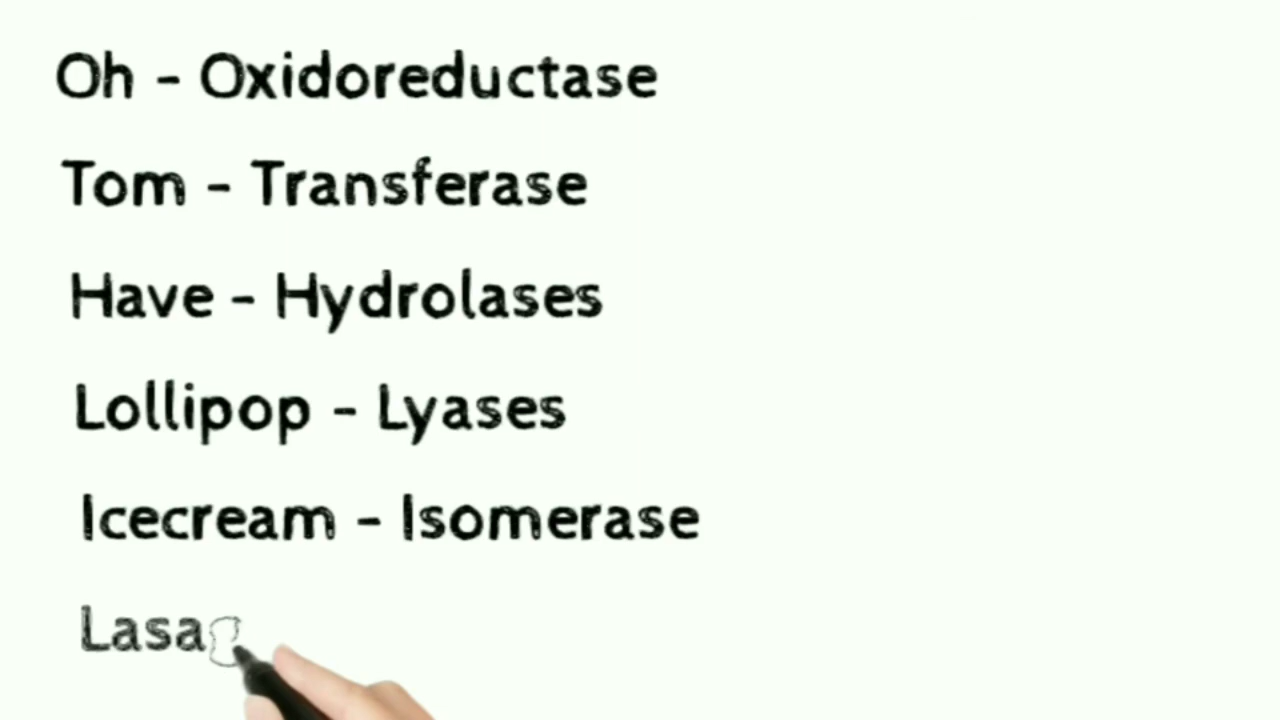 Oh - Oxidoreductase
Tom - Transferase
Have - Hydrolases
Lollipop - Lyases
Icecream - Isomerase
Lasa